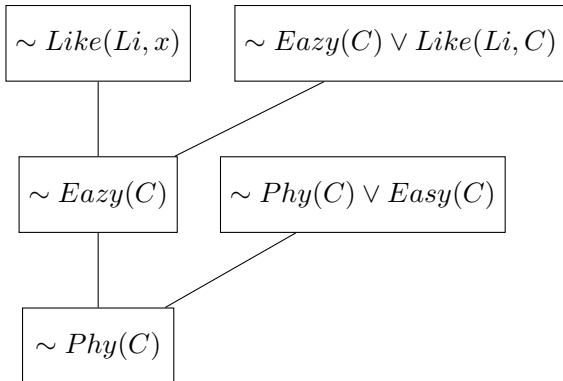 ∼ Like(Li, x)
∼ Eazy(C) ∨ Like(Li, C)
∼ Eazy(C)
∼ Phy(C) ∨ Easy(C)
∼ Phy(C)